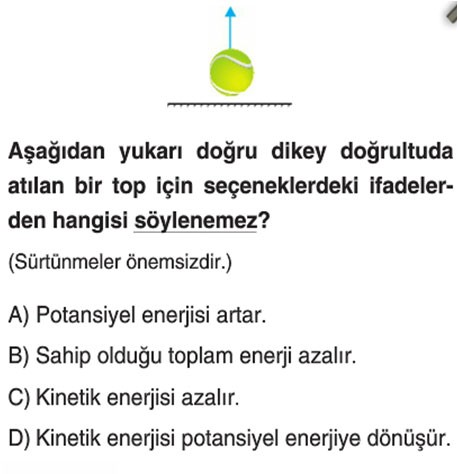 Aşağıdan yukarı doğru dikey doğrultuda
atılan bir top için seçeneklerdeki ifadeler-
den hangisi söylenemez?
(Sürtünmeler önemsizdir.)
A) Potansiyel enerjisi artar.
B) Sahip olduğu toplam enerji azalır.
C) Kinetik enerjisi azalır.
D) Kinetik enerjisi potansiyel enerjiye dönüşür.